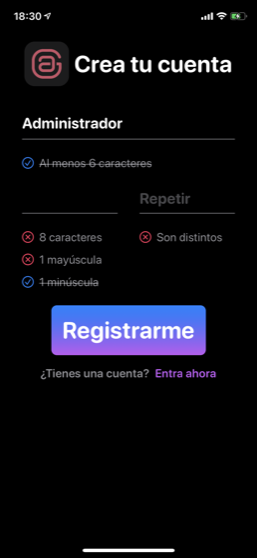 18:30
Crea tu cuenta
Administrador
Al menos 6 caracteres
Repetir
8 caracteres
Son distintos
1 mayúscula
1 minúscula
Registrarme
¿Tienes una cuenta? Entra ahora